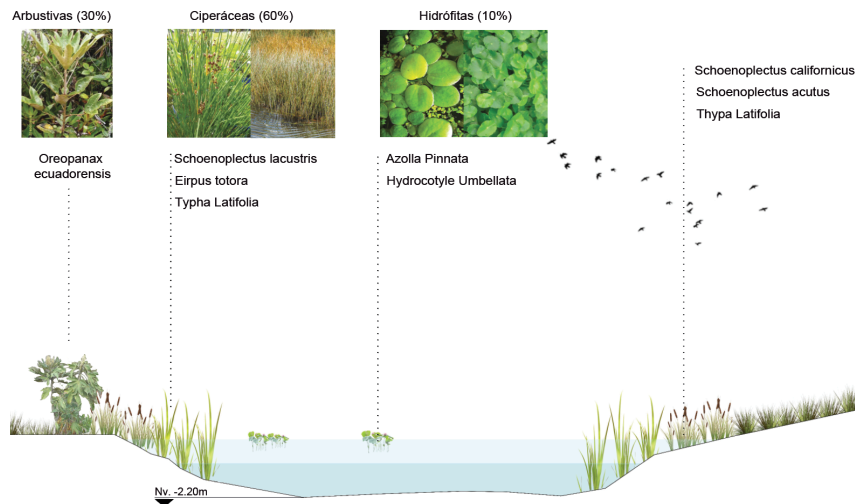 Arbustivas (30%)
Ciperáceas (60%)
Hidrófitas (10%)
Oreopanax
ecuadorensis
Schoenoplectus lacustris
Eirpus totora
Typha Latifolia
Azolla Pinnata
Hydrocotyle Umbellata
Schoenoplectus californicus
Schoenoplectus acutus
Thypa Latifolia
Nv. -2.20m